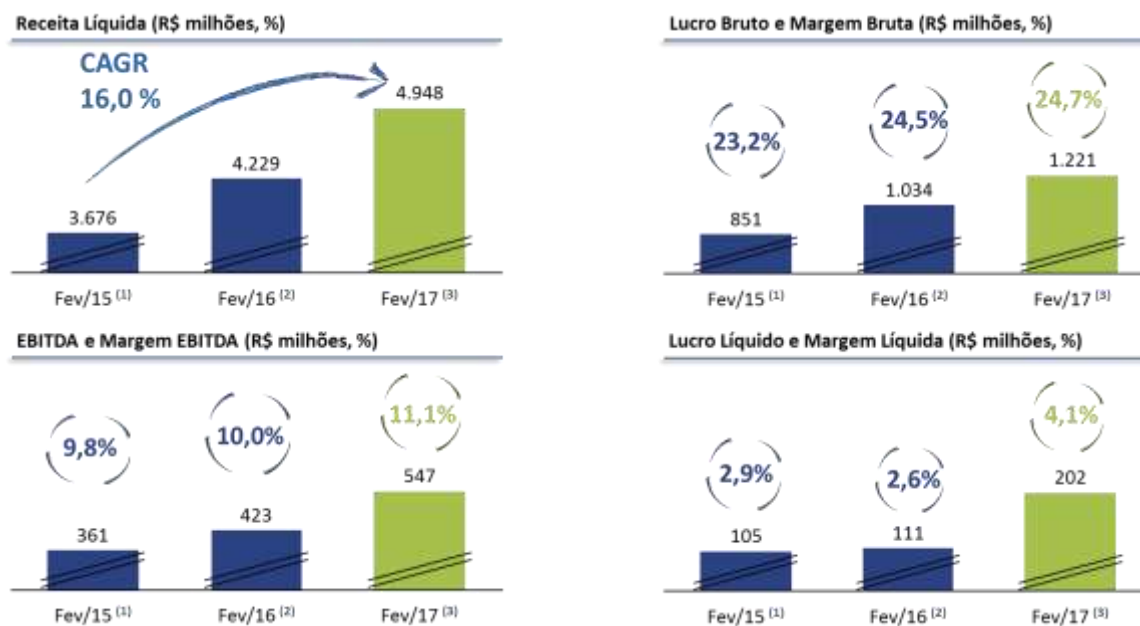 Receita Líquida (R$ milhões, %)
CAGR
16,0 %
4.948
4.229
3.676
Fev/15 (1)
Fev/16 (2)
Fev/17 (3)
Lucro Bruto e Margem Bruta (R$ milhões, %)
23,2%
24,5%
24,7%
851
1.034
1.221
Fev/15 (1)
Fev/16 (2)
Fev/17 (3)
EBITDA e Margem EBITDA (R$ milhões, %)
9,8%
10,0%
11,1%
361
423
547
Fev/15 (1)
Fev/16 (2)
Fev/17 (3)
Lucro Líquido e Margem Líquida (R$ milhões, %)
2,9%
2,6%
4,1%
105
111
202
Fev/15 (1)
Fev/16 (2)
Fev/17 (3)